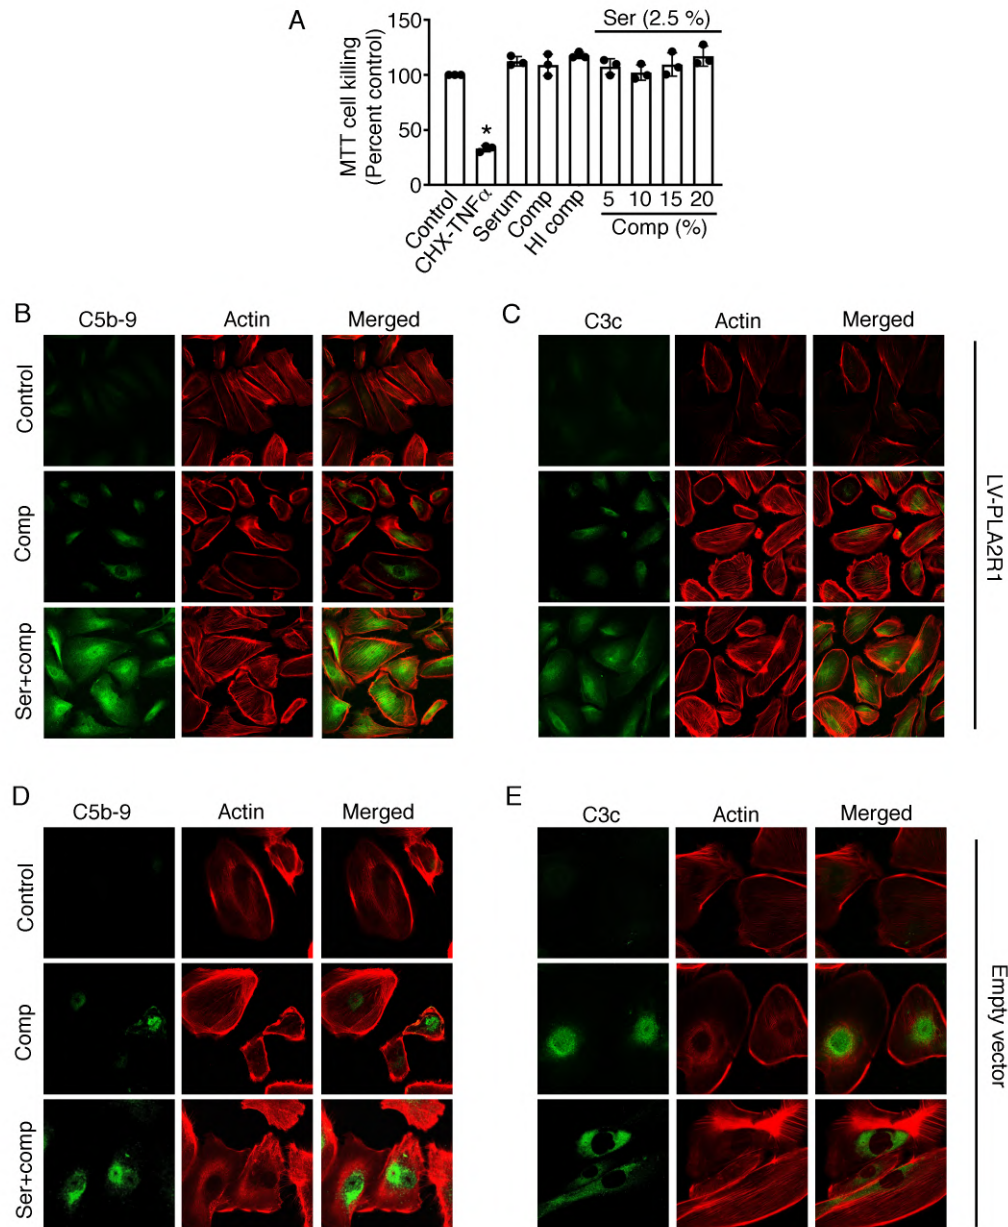 A
Ser (2.5 %)
MTT cell killing
(Percent control)
150
100
50
0
Control
CHX-TNFα
Serum
Comp
HI comp
5 10 15 20
Comp (%)
*
B
C5b-9 Actin Merged
Control
Comp
Ser+comp
C
C3c Actin Merged
LV-PLA2R1
D
C5b-9 Actin Merged
Control
Comp
Ser+comp
E
C3c Actin Merged
Empty vector